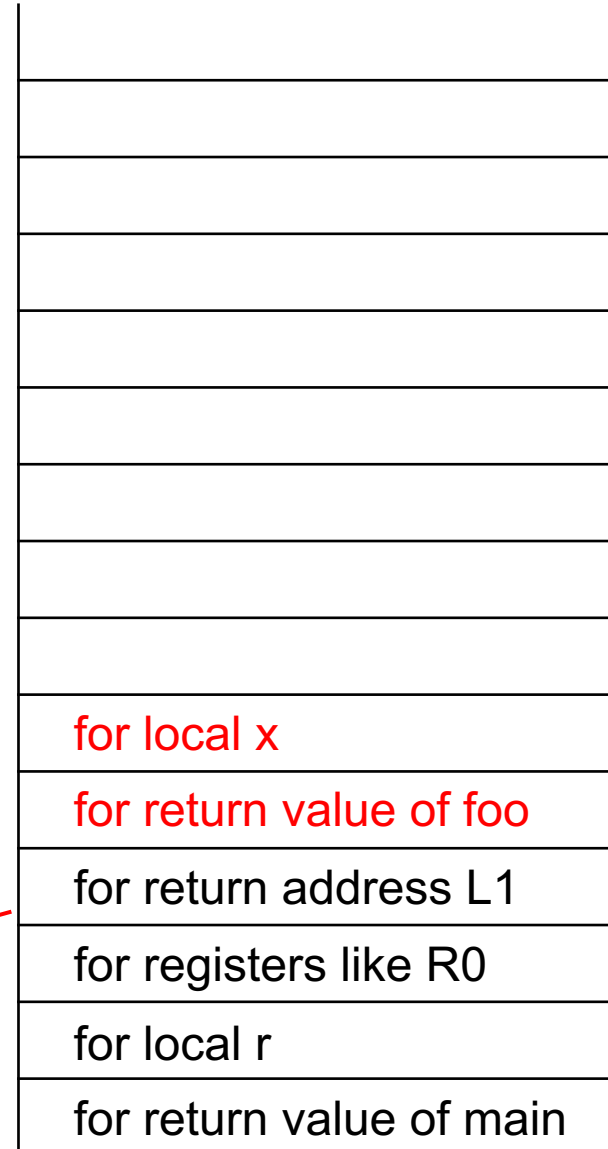 for local x
for return value of foo
for return address L1
for registers like R0
for local r
for return value of main